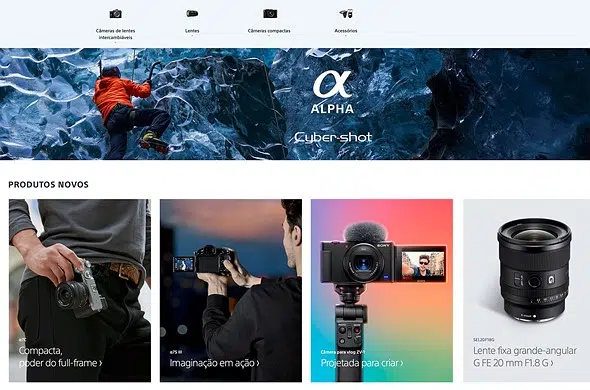 Câmeras de lentes
intercambiáveis
Lentes
Câmeras compactas
Acessórios
α
ALPHA
Cyber-shot
PRODUTOS NOVOS
α7C
Compacta,
poder do full-frame ›
α7S III
Imaginação em ação ›
SONY
Câmera para vlog ZV-1
Projetada para criar ›
G
SEL20F18G
Lente fixa grande-angular
G FE 20 mm F1.8 G ›